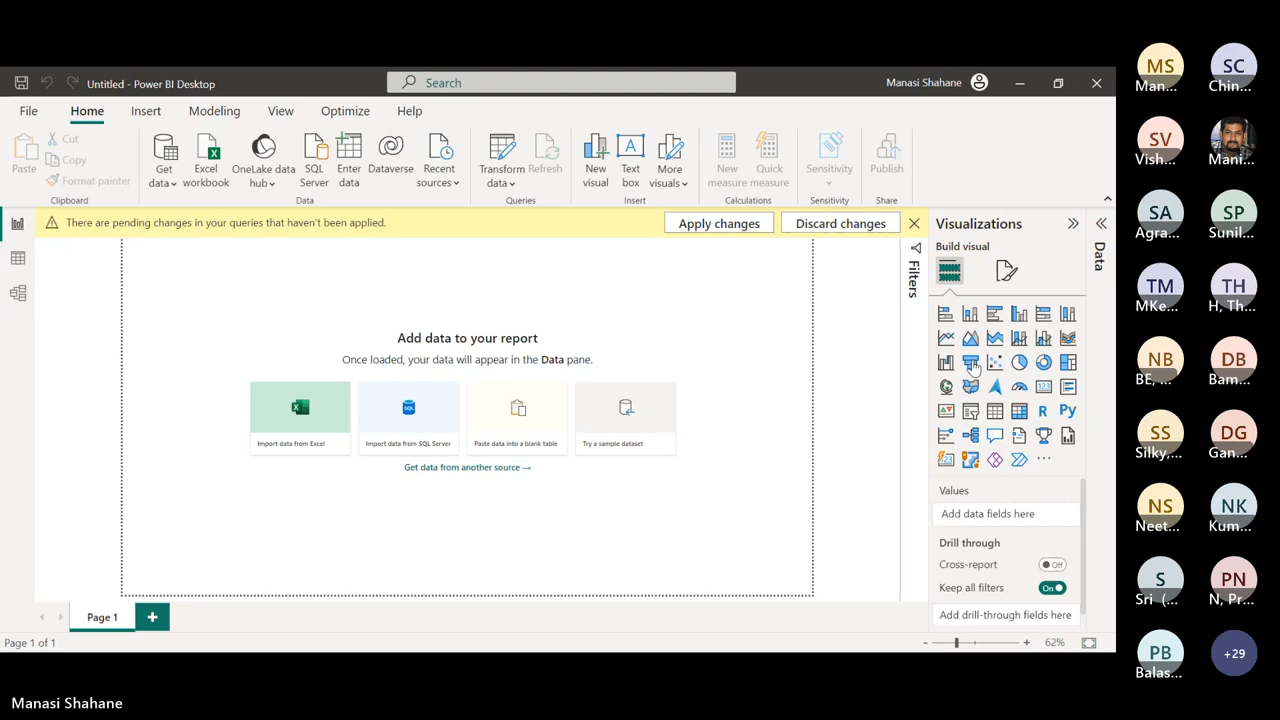 Untitled - Power BI Desktop
Search
Manasi Shahane
File Home Insert Modeling View Optimize Help
Paste
Cut
Copy
Format painter
Clipboard
Get data
Excel workbook
OneLake data hub
SQL Server
Enter data
Dataverse
Recent sources
Data
Transform data
Refresh
Queries
New visual
Text box
More visuals
Insert
New measure
Quick measure
Calculations
Sensitivity
Sensitivity
Publish
Share
There are pending changes in your queries that haven't been applied.
Apply changes
Discard changes
Filters
Visualizations
Build visual
Data
Add data to your report
Once loaded, your data will appear in the Data pane.
Import data from Excel
SQL
Import data from SQL Server
Paste data into a blank table
Try a sample dataset
Get data from another source →
123
R
Py
Values
Add data fields here
Drill through
Cross-report
Off
Keep all filters
On
Add drill-through fields here
Page 1
+
Page 1 of 1
- + 62%
MS
Man...
SC
Chin...
SV
Vish...
Mani...
SA
Agra...
SP
Sunil...
TM
MKe...
TH
H, Th...
NB
BE, ...
DB
Bam...
SS
Silky,...
DG
Gan...
NS
Neet...
NK
Kum...
S
Sri (...
PN
N, Pr...
PB
Balas...
+29
Manasi Shahane